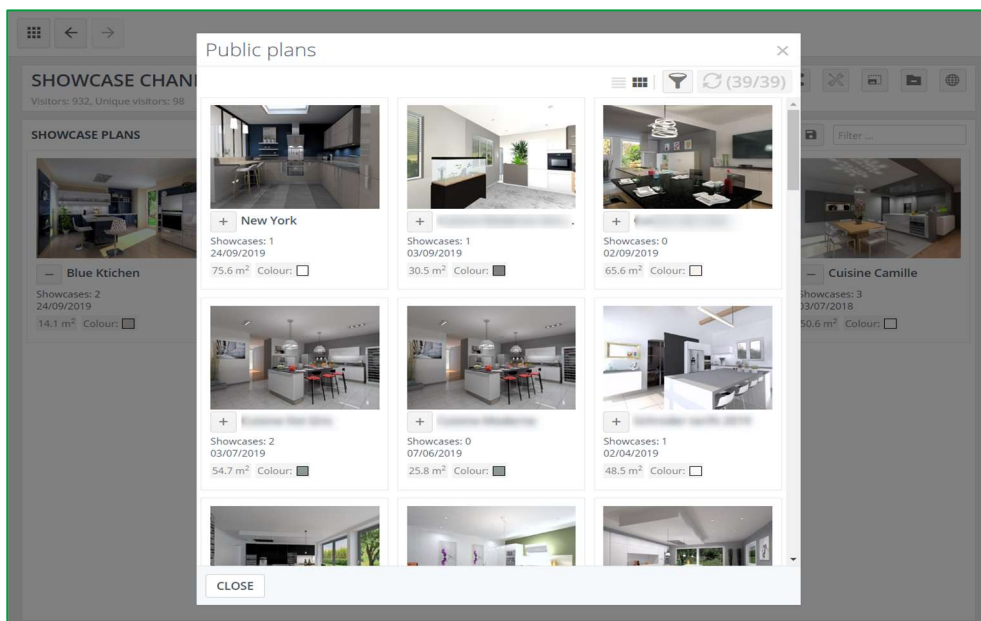 Public plans
SHOWCASE CHAN
Visitors: 932, Unique visitors: 98
(39/39)
SHOWCASE PLANS
Filter ...
New York
Showcases: 1
24/09/2019
75.6 m² Colour:
Showcases: 1
03/09/2019
30.5 m² Colour:
Showcases: 0
02/09/2019
65.6 m² Colour:
Blue Ktichen
Showcases: 2
24/09/2019
14.1 m² Colour:
Cuisine Camille
Showcases: 3
03/07/2018
50.6 m² Colour:
Showcases: 2
03/07/2019
54.7 m² Colour:
Showcases: 0
07/06/2019
25.8 m² Colour:
Showcases: 1
02/04/2019
48.5 m² Colour:
CLOSE